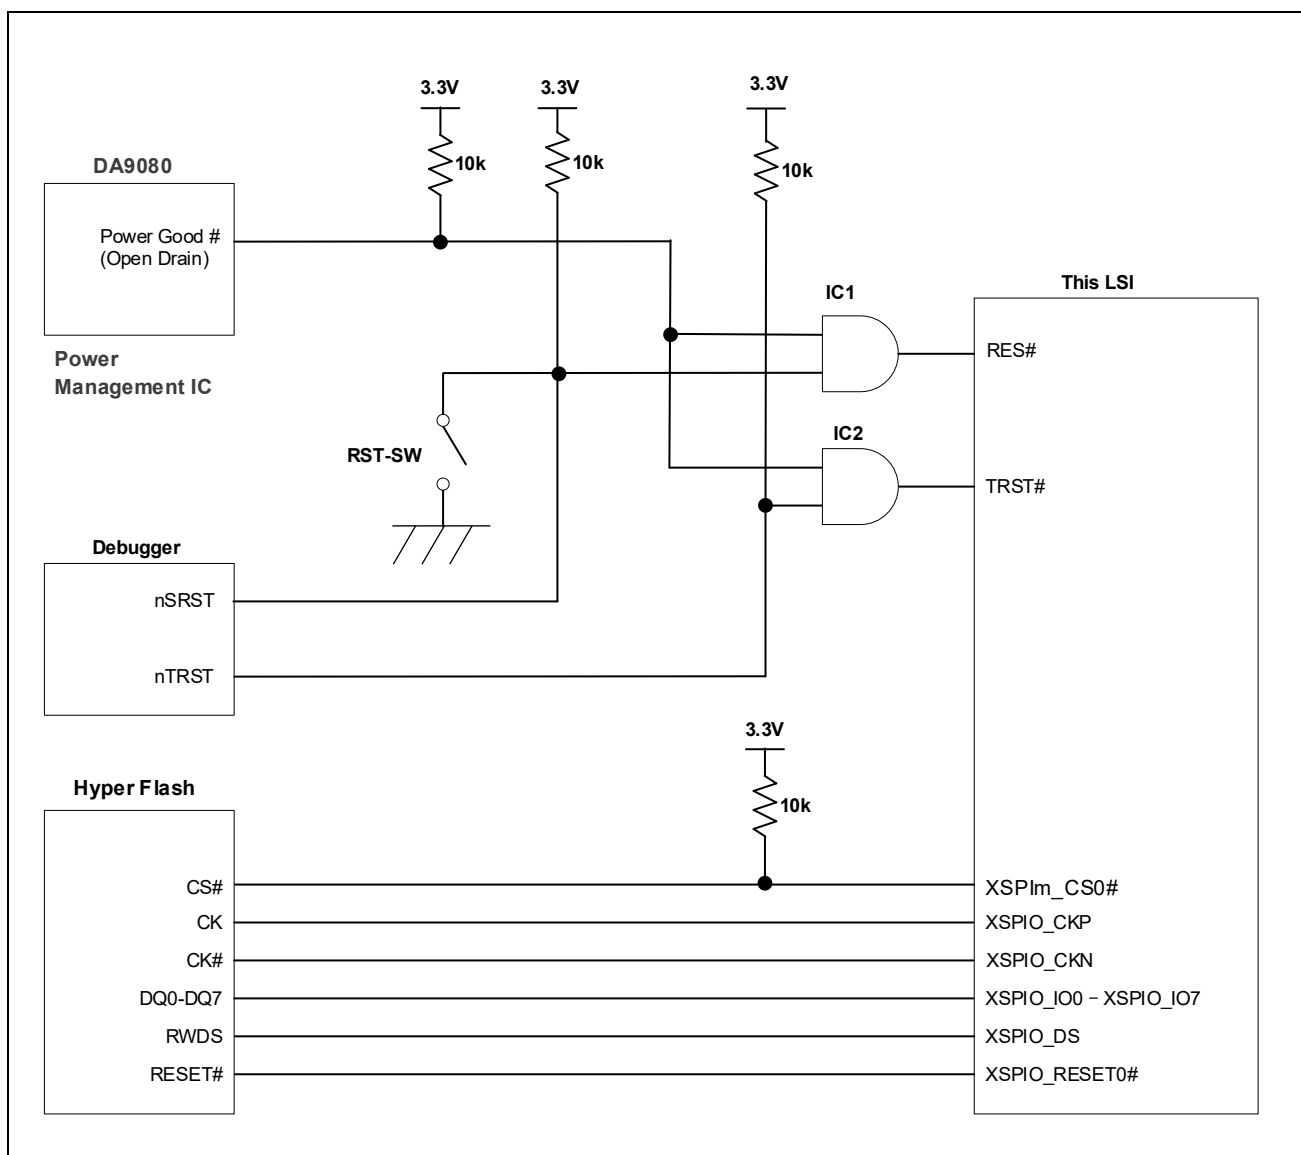 3.3V
3.3V
3.3V
10k
10k
10k
DA9080
Power Good #
(Open Drain)
Power
Management IC
IC1
This LSI
RES#
IC2
TRST#
RST-SW
Debugger
nSRST
nTRST
3.3V
10k
Hyper Flash
CS#
XSPIm_CS0#
CK
XSPIO_CKP
CK#
XSPIO_CKN
DQ0-DQ7
XSPIO_IO0 – XSPIO_IO7
RWDS
XSPIO_DS
RESET#
XSPIO_RESET0#